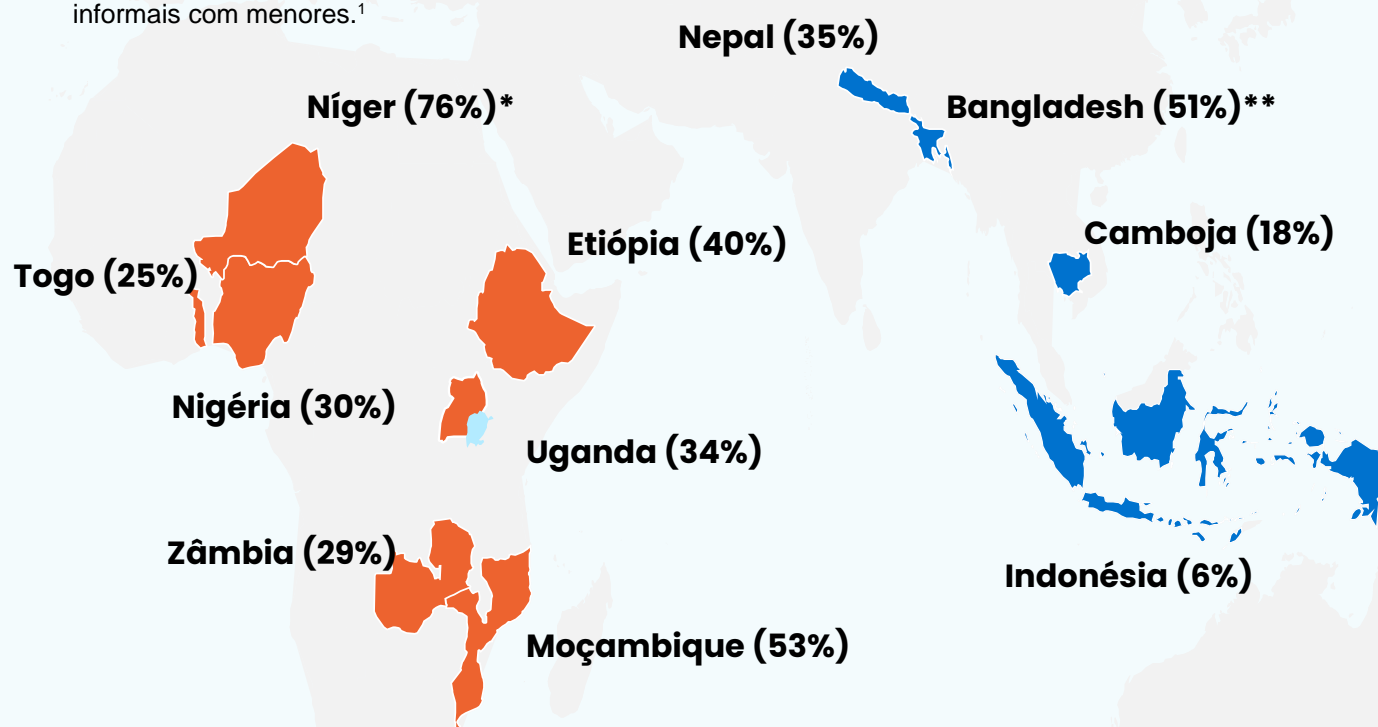 informais com menores.¹
Nepal (35%)
Níger (76%)*
Bangladesh (51%)**
Etiópia (40%)
Camboja (18%)
Togo (25%)
Nigéria (30%)
Uganda (34%)
Zâmbia (29%)
Indonésia (6%)
Moçambique (53%)